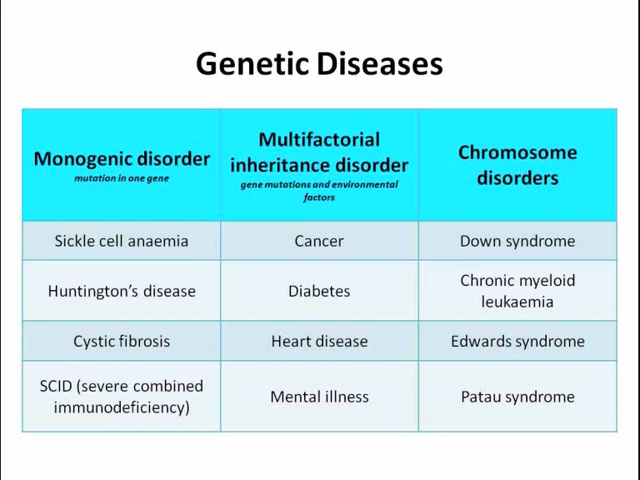 Genetic Diseases
Monogenic disorder
mutation in one gene
Multifactorial
inheritance disorder
gene mutations and environmental
factors
Chromosome
disorders
Sickle cell anaemia
Cancer
Down syndrome
Huntington's disease
Diabetes
Chronic myeloid
leukaemia
Cystic fibrosis
Heart disease
Edwards syndrome
SCID (severe combined
immunodeficiency)
Mental illness
Patau syndrome